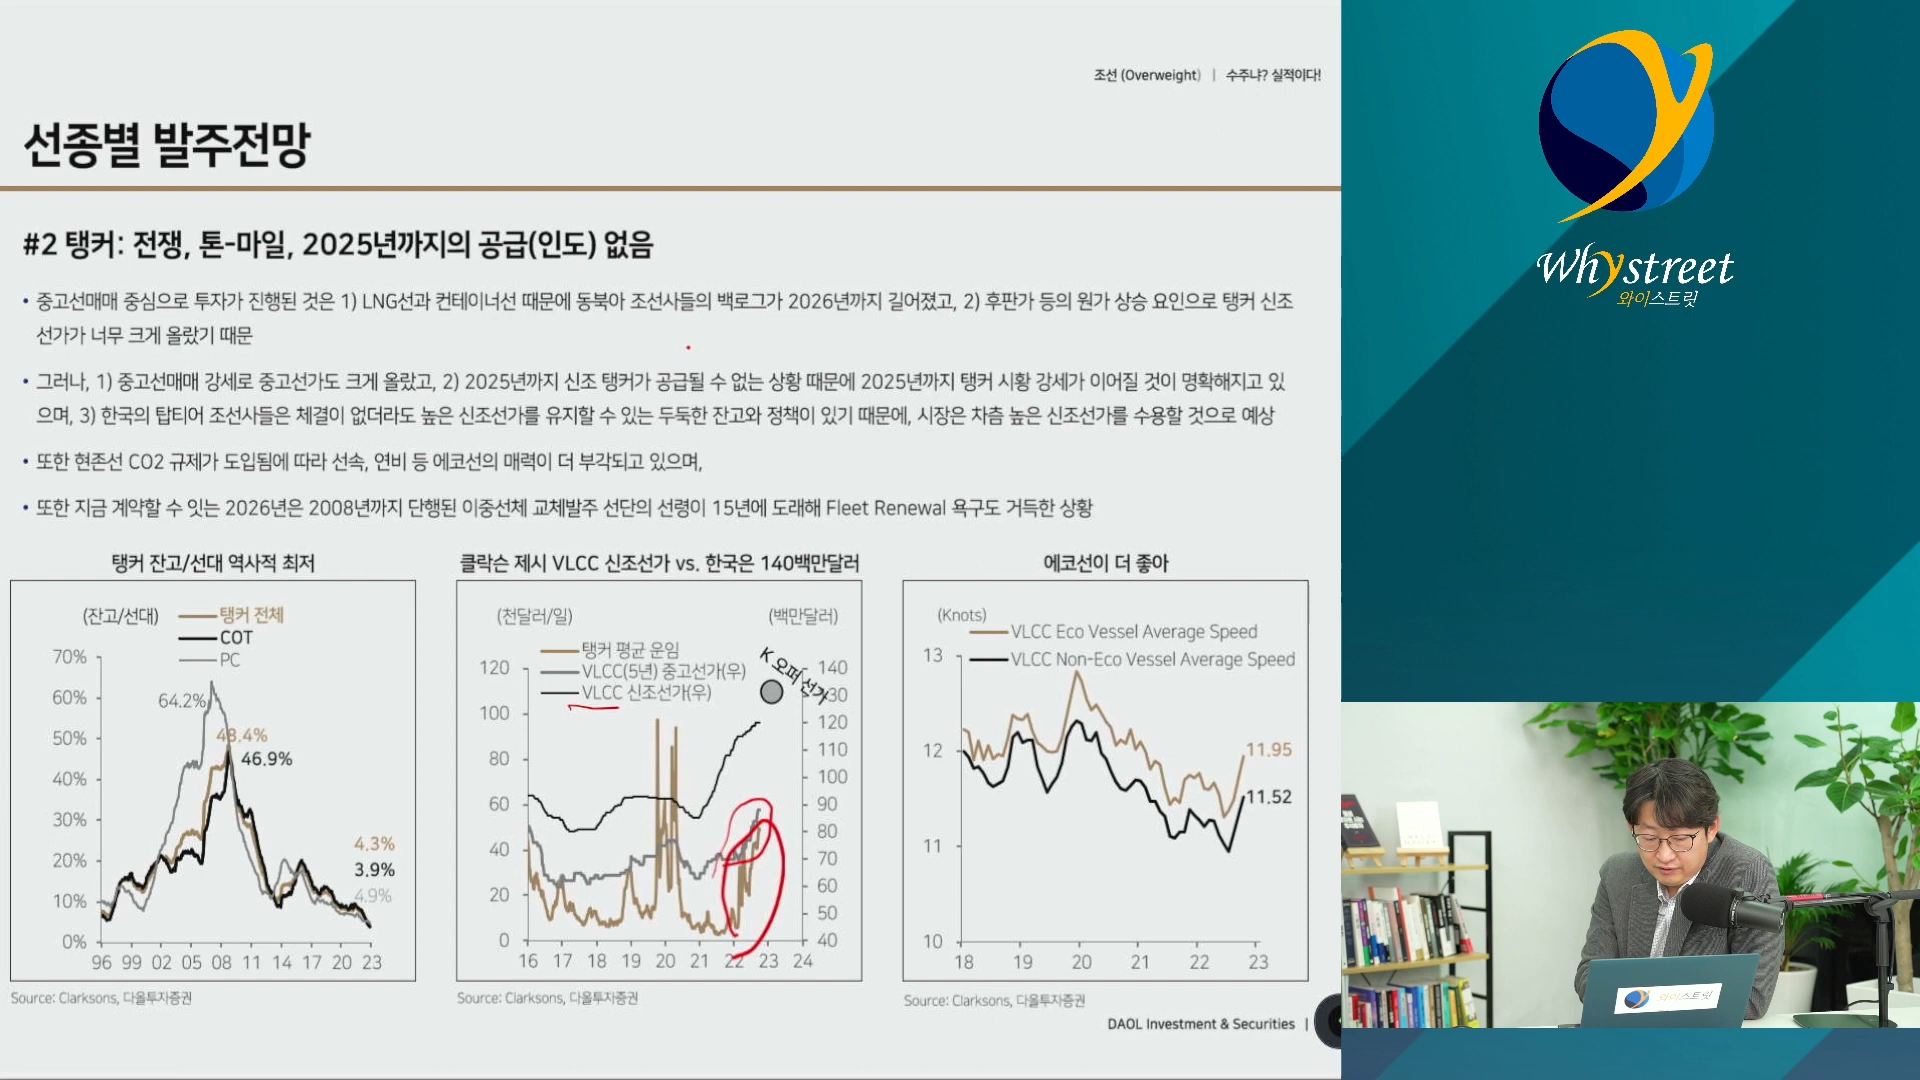 조선 (Overweight) | 수주냐? 실적이다!
선종별 발주전망
#2 탱커: 전쟁, 톤-마일, 2025년까지의 공급(인도) 없음
• 중고선매매 중심으로 투자가 진행된 것은 1) LNG선과 컨테이너선 때문에 동북아 조선사들의 백로그가 2026년까지 길어졌고, 2) 후판가 등의 원가 상승 요인으로 탱커 신조
선가가 너무 크게 올랐기 때문
• 그러나, 1) 중고선매매 강세로 중고선가도 크게 올랐고, 2) 2025년까지 신조 탱커가 공급될 수 없는 상황 때문에 2025년까지 탱커 시황 강세가 이어질 것이 명확해지고 있
으며, 3) 한국의 탑티어 조선사들은 체결이 없더라도 높은 신조선가를 유지할 수 있는 두둑한 잔고와 정책이 있기 때문에, 시장은 차츰 높은 신조선가를 수용할 것으로 예상
• 또한 현존선 CO2 규제가 도입됨에 따라 선속, 연비 등 에코선의 매력이 더 부각되고 있으며,
• 또한 지금 계약할 수 잇는 2026년은 2008년까지 단행된 이중선체 교체발주 선단의 선령이 15년에 도래해 Fleet Renewal 욕구도 거득한 상황
탱커 잔고/선대 역사적 최저
(잔고/선대)
탱커 전체
COT
PC
70%
60%
50%
40%
30%
20%
10%
0%
64.2%
48.4%
46.9%
4.3%
3.9%
4.9%
96 99 02 05 08 11 14 17 20 23
Source: Clarksons, 다올투자증권
클락슨 제시 VLCC 신조선가 vs. 한국은 140백만달러
(천달러/일) (백만달러)
탱커 평균 운임
VLCC(5년) 중고선가(우)
VLCC 신조선가(우)
K 오퍼 선가
120
100
80
60
40
20
0
140
130
120
110
100
90
80
70
60
50
40
16 17 18 19 20 21 22 23 24
Source: Clarksons, 다올투자증권
에코선이 더 좋아
(Knots)
VLCC Eco Vessel Average Speed
VLCC Non-Eco Vessel Average Speed
13
12
11
10
11.95
11.52
18 19 20 21 22 23
Source: Clarksons, 다올투자증권
DAOL Investment & Securities |
Whystreet
와이스트릿
와이스트릿